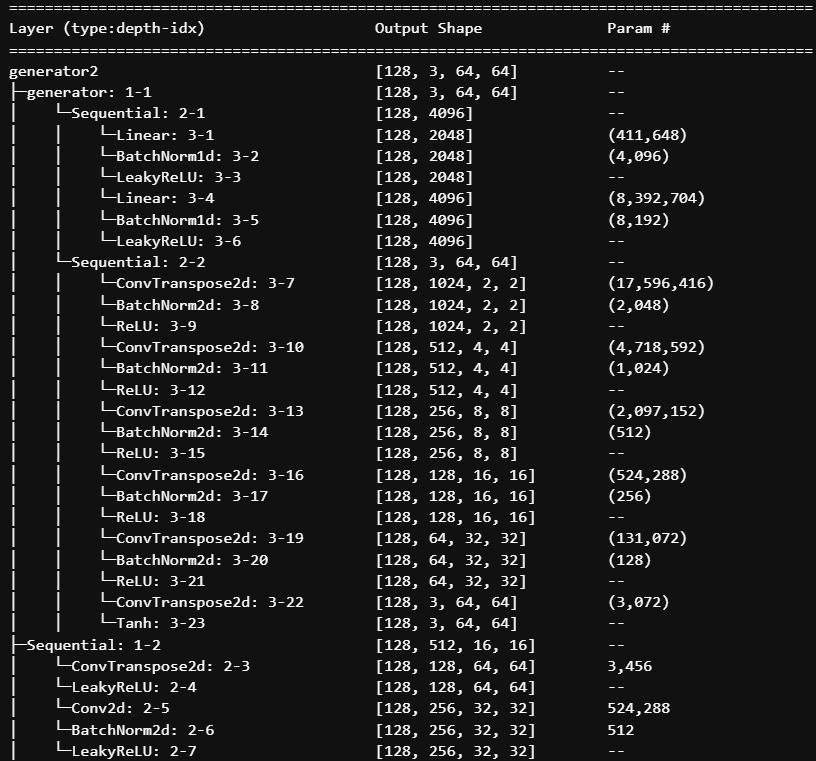 ==========================================================================================
Layer (type:depth-idx)                   Output Shape              Param #
==========================================================================================
generator2                               [128, 3, 64, 64]          --
├─generator: 1-1                         [128, 3, 64, 64]          --
│    └─Sequential: 2-1                   [128, 4096]               --
│    │    └─Linear: 3-1                  [128, 2048]               (411,648)
│    │    └─BatchNorm1d: 3-2             [128, 2048]               (4,096)
│    │    └─LeakyReLU: 3-3               [128, 2048]               --
│    │    └─Linear: 3-4                  [128, 4096]               (8,392,704)
│    │    └─BatchNorm1d: 3-5             [128, 4096]               (8,192)
│    │    └─LeakyReLU: 3-6               [128, 4096]               --
│    └─Sequential: 2-2                   [128, 3, 64, 64]          --
│    │    └─ConvTranspose2d: 3-7         [128, 1024, 2, 2]         (17,596,416)
│    │    └─BatchNorm2d: 3-8             [128, 1024, 2, 2]         (2,048)
│    │    └─ReLU: 3-9                    [128, 1024, 2, 2]         --
│    │    └─ConvTranspose2d: 3-10        [128, 512, 4, 4]          (4,718,592)
│    │    └─BatchNorm2d: 3-11            [128, 512, 4, 4]          (1,024)
│    │    └─ReLU: 3-12                   [128, 512, 4, 4]          --
│    │    └─ConvTranspose2d: 3-13        [128, 256, 8, 8]          (2,097,152)
│    │    └─BatchNorm2d: 3-14            [128, 256, 8, 8]          (512)
│    │    └─ReLU: 3-15                   [128, 256, 8, 8]          --
│    │    └─ConvTranspose2d: 3-16        [128, 128, 16, 16]        (524,288)
│    │    └─BatchNorm2d: 3-17            [128, 128, 16, 16]        (256)
│    │    └─ReLU: 3-18                   [128, 128, 16, 16]        --
│    │    └─ConvTranspose2d: 3-19        [128, 64, 32, 32]         (131,072)
│    │    └─BatchNorm2d: 3-20            [128, 64, 32, 32]         (128)
│    │    └─ReLU: 3-21                   [128, 64, 32, 32]         --
│    │    └─ConvTranspose2d: 3-22        [128, 3, 64, 64]          (3,072)
│    │    └─Tanh: 3-23                   [128, 3, 64, 64]          --
├─Sequential: 1-2                        [128, 512, 16, 16]        --
│    └─ConvTranspose2d: 2-3              [128, 128, 64, 64]        3,456
│    └─LeakyReLU: 2-4                    [128, 128, 64, 64]        --
│    └─Conv2d: 2-5                       [128, 256, 32, 32]        524,288
│    └─BatchNorm2d: 2-6                  [128, 256, 32, 32]        512
│    └─LeakyReLU: 2-7                    [128, 256, 32, 32]        --